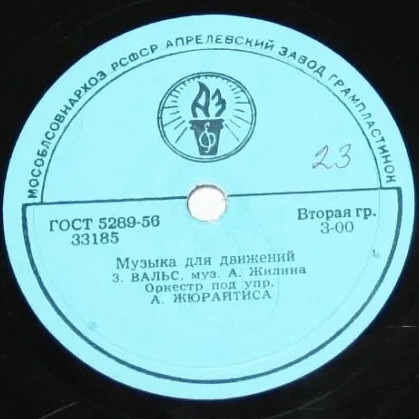 МОСОБЛСОВНАРХОЗ РСФСР АПРЕЛЕВСКИЙ ЗАВОД ГРАМПЛАСТИНОК
АЗ
23
ГОСТ 5289-56
33185
Вторая гр.
3-00
Музыка для движений
3. ВАЛЬС, муз. А. Жилина
Оркестр под упр.
А. ЖЮРАЙТИСА